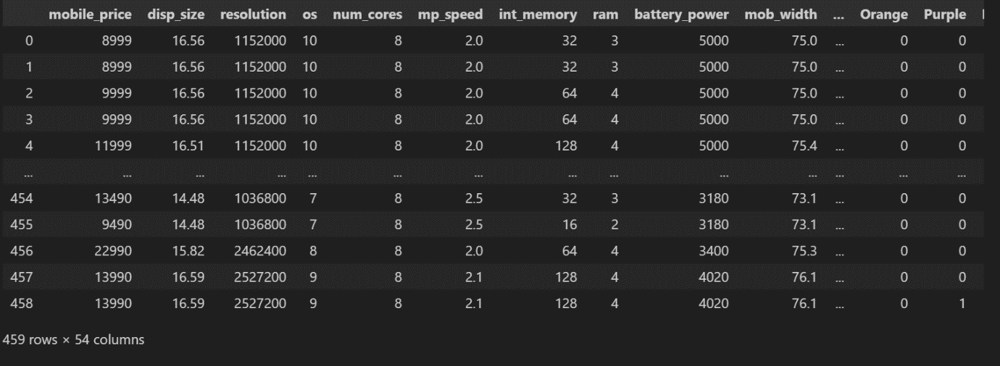 mobile_price disp_size resolution os num_cores mp_speed int_memory ram battery_power mob_width ... Orange Purple
0 8999 16.56 1152000 10 8 2.0 32 3 5000 75.0 ... 0 0
1 8999 16.56 1152000 10 8 2.0 32 3 5000 75.0 ... 0 0
2 9999 16.56 1152000 10 8 2.0 64 4 5000 75.0 ... 0 0
3 9999 16.56 1152000 10 8 2.0 64 4 5000 75.0 ... 0 0
4 11999 16.51 1152000 10 8 2.0 128 4 5000 75.4 ... 0 0
... ... ... ... ... ... ... ... ... ... ... ... ... ...
454 13490 14.48 1036800 7 8 2.5 32 3 3180 73.1 ... 0 0
455 9490 14.48 1036800 7 8 2.5 16 2 3180 73.1 ... 0 0
456 22990 15.82 2462400 8 8 2.0 64 4 3400 75.3 ... 0 0
457 13990 16.59 2527200 9 8 2.1 128 4 4020 76.1 ... 0 0
458 13990 16.59 2527200 9 8 2.1 128 4 4020 76.1 ... 0 1
459 rows × 54 columns